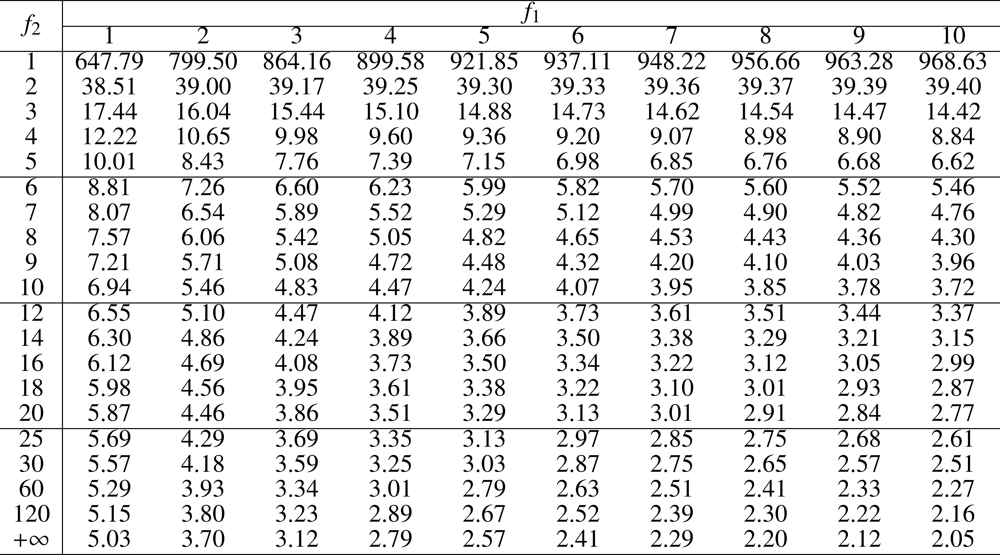 f₂ f₁
1 2 3 4 5 6 7 8 9 10
1 647.79 799.50 864.16 899.58 921.85 937.11 948.22 956.66 963.28 968.63
2 38.51 39.00 39.17 39.25 39.30 39.33 39.36 39.37 39.39 39.40
3 17.44 16.04 15.44 15.10 14.88 14.73 14.62 14.54 14.47 14.42
4 12.22 10.65 9.98 9.60 9.36 9.20 9.07 8.98 8.90 8.84
5 10.01 8.43 7.76 7.39 7.15 6.98 6.85 6.76 6.68 6.62
6 8.81 7.26 6.60 6.23 5.99 5.82 5.70 5.60 5.52 5.46
7 8.07 6.54 5.89 5.52 5.29 5.12 4.99 4.90 4.82 4.76
8 7.57 6.06 5.42 5.05 4.82 4.65 4.53 4.43 4.36 4.30
9 7.21 5.71 5.08 4.72 4.48 4.32 4.20 4.10 4.03 3.96
10 6.94 5.46 4.83 4.47 4.24 4.07 3.95 3.85 3.78 3.72
12 6.55 5.10 4.47 4.12 3.89 3.73 3.61 3.51 3.44 3.37
14 6.30 4.86 4.24 3.89 3.66 3.50 3.38 3.29 3.21 3.15
16 6.12 4.69 4.08 3.73 3.50 3.34 3.22 3.12 3.05 2.99
18 5.98 4.56 3.95 3.61 3.38 3.22 3.10 3.01 2.93 2.87
20 5.87 4.46 3.86 3.51 3.29 3.13 3.01 2.91 2.84 2.77
25 5.69 4.29 3.69 3.35 3.13 2.97 2.85 2.75 2.68 2.61
30 5.57 4.18 3.59 3.25 3.03 2.87 2.75 2.65 2.57 2.51
60 5.29 3.93 3.34 3.01 2.79 2.63 2.51 2.41 2.33 2.27
120 5.15 3.80 3.23 2.89 2.67 2.52 2.39 2.30 2.22 2.16
+∞ 5.03 3.70 3.12 2.79 2.57 2.41 2.29 2.20 2.12 2.05